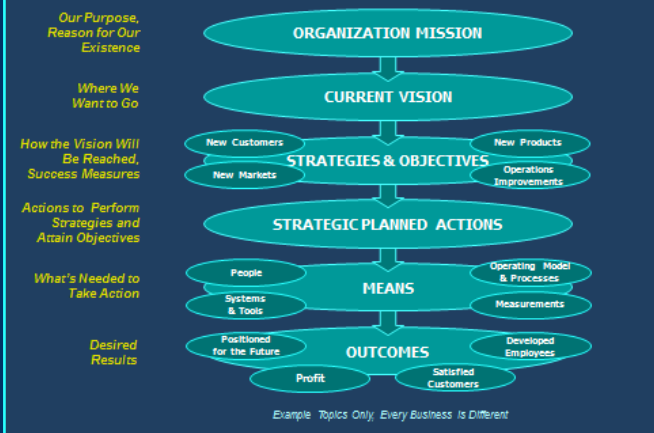 Our Purpose,
Reason for Our
Existence
ORGANIZATION MISSION
Where We
Want to Go
CURRENT VISION
How the Vision Will
Be Reached,
Success Measures
New Customers
New Products
STRATEGIES & OBJECTIVES
New Markets
Operations
Improvements
Actions to Perform
Strategies and
Attain Objectives
STRATEGIC PLANNED ACTIONS
What's Needed to
Take Action
People
Operating Model
& Processes
MEANS
Systems
& Tools
Measurements
Desired
Results
Positioned
for the Future
Developed
Employees
OUTCOMES
Profit
Satisfied
Customers
Example Topics Only, Every Business Is Different